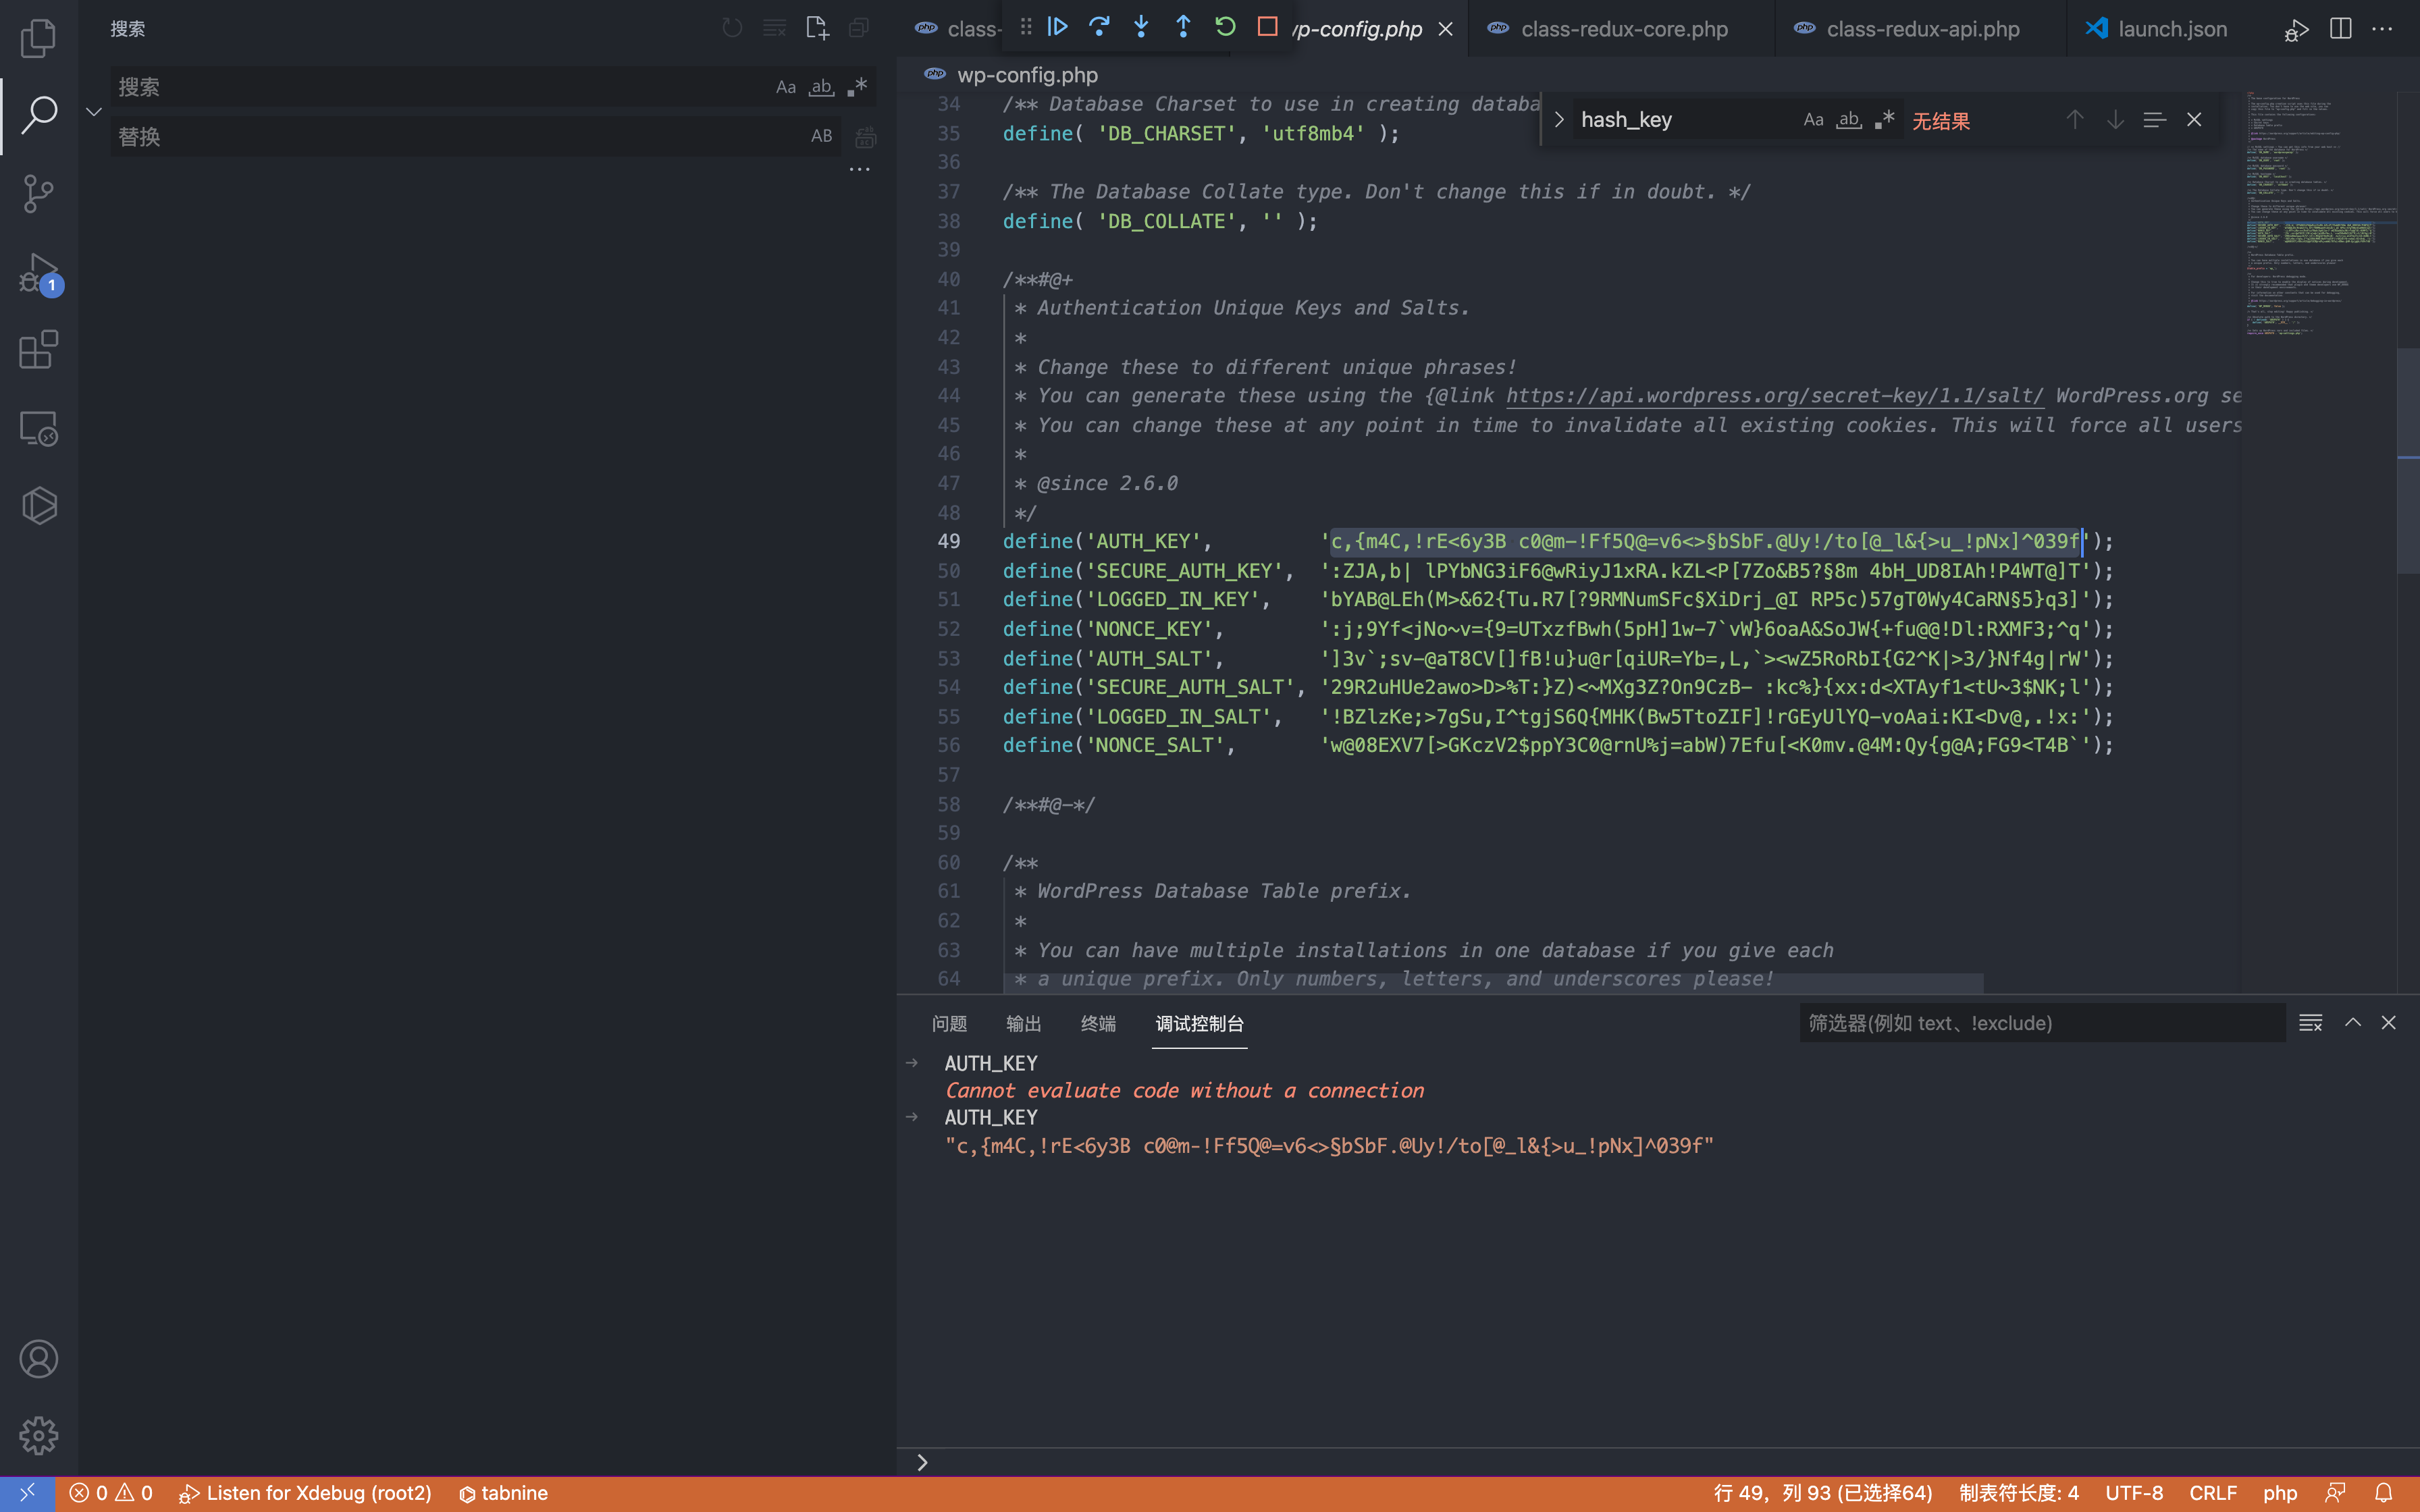 搜索
搜索
Aa ab .*
替换
AB
class-
wp-config.php
class-redux-core.php
class-redux-api.php
launch.json
wp-config.php
hash_key
Aa ab .*
无结果
34 /** Database Charset to use in creating databa
35 define( 'DB_CHARSET', 'utf8mb4' );
36
37 /** The Database Collate type. Don't change this if in doubt. */
38 define( 'DB_COLLATE', '' );
39
40 /**#@+
41 * Authentication Unique Keys and Salts.
42 *
43 * Change these to different unique phrases!
44 * You can generate these using the {@link https://api.wordpress.org/secret-key/1.1/salt/ WordPress.org se
45 * You can change these at any point in time to invalidate all existing cookies. This will force all users
46 *
47 * @since 2.6.0
48 */
49 define('AUTH_KEY', 'c,{m4C,!rE<6y3B c0@m-!Ff5Q@=v6<>§bSbF.@Uy!/to[@_l&{>u_!pNx]^039f');
50 define('SECURE_AUTH_KEY', ':ZJA,b| lPYbNG3iF6@wRiyJ1xRA.kZL<P[7Zo&B5?§8m 4bH_UD8IAh!P4WT@]T');
51 define('LOGGED_IN_KEY', 'bYAB@LEh(M>&62{Tu.R7[?9RMNumSFc§XiDrj_@I RP5c)57gT0Wy4CaRN§5}q3]');
52 define('NONCE_KEY', ':j;9Yf<jNo~v={9=UTxzfBwh(5pH]1w-7`vW}6oaA&SoJW{+fu@@!Dl:RXMF3;^q');
53 define('AUTH_SALT', ']3v`;sv-@aT8CV[]fB!u}u@r[qiUR=Yb=,L,`><wZ5RoRbI{G2^K|>3/}Nf4g|rW');
54 define('SECURE_AUTH_SALT', '29R2uHUe2awo>D>%T:}Z)<~MXg3Z?On9CzB- :kc%}{xx:d<XTAyf1<tU~3$NK;l');
55 define('LOGGED_IN_SALT', '!BZlzKe;>7gSu,I^tgjS6Q{MHK(Bw5TtoZIF]!rGEyUlYQ-voAai:KI<Dv@,.!x:');
56 define('NONCE_SALT', 'w@08EXV7[>GKczV2$ppY3C0@rnU%j=abW)7Efu[<K0mv.@4M:Qy{g@A;FG9<T4B`');
57
58 /**#@-*/
59
60 /**
61 * WordPress Database Table prefix.
62 *
63 * You can have multiple installations in one database if you give each
64 * a unique prefix. Only numbers, letters, and underscores please!
1
问题 输出 终端 调试控制台
筛选器(例如 text、!exclude)
AUTH_KEY
Cannot evaluate code without a connection
AUTH_KEY
"c,{m4C,!rE<6y3B c0@m-!Ff5Q@=v6<>§bSbF.@Uy!/to[@_l&{>u_!pNx]^039f"
0 0 Listen for Xdebug (root2) tabnine
行 49，列 93 (已选择64) 制表符长度: 4 UTF-8 CRLF php